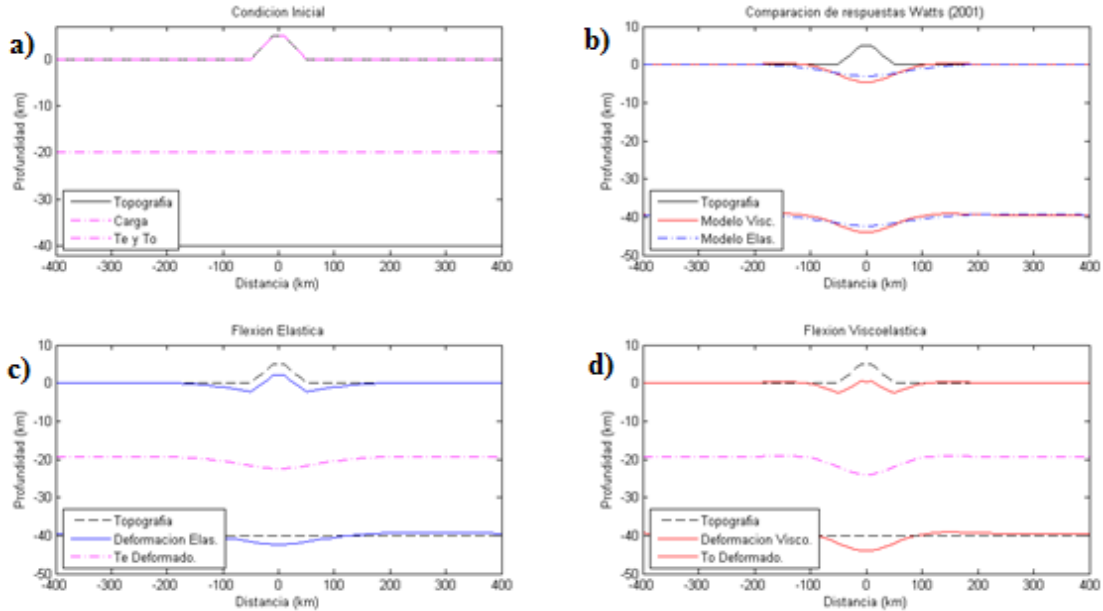 a)
Condicion Inicial
Profundidad (km)
0
-10
-20
-30
-40
Topografia
Carga
Te y To
-400
-300
-200
-100
0
100
200
300
400
Distancia (km)
b)
Comparacion de respuestas Watts (2001)
Profundidad (km)
10
0
-10
-20
-30
-40
-50
Topografia
Modelo Visc.
Modelo Elas.
-400
-300
-200
-100
0
100
200
300
400
Distancia (km)
c)
Flexion Elastica
Profundidad (km)
10
0
-10
-20
-30
-40
-50
Topografia
Deformacion Elas.
Te Deformado.
-400
-300
-200
-100
0
100
200
300
400
Distancia (km)
d)
Flexion Viscoelastica
Profundidad (km)
10
0
-10
-20
-30
-40
-50
Topografia
Deformacion Visco.
To Deformado.
-400
-300
-200
-100
0
100
200
300
400
Distancia (km)